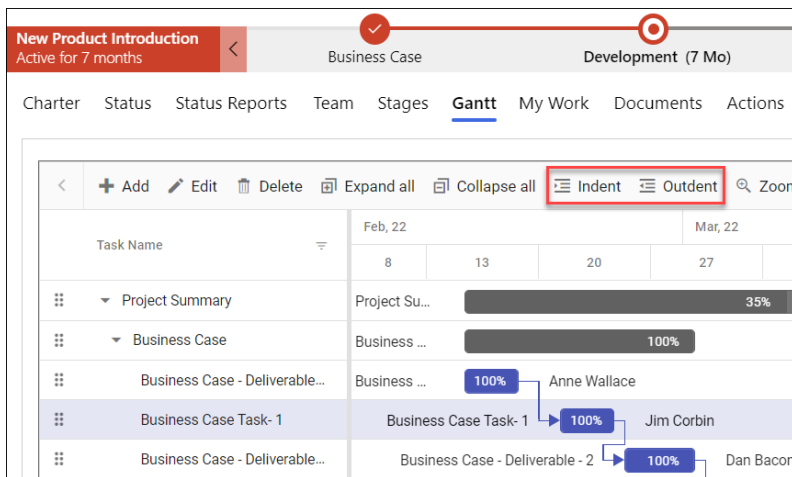 New Product Introduction
Active for 7 months
Business Case
Development (7 Mo)
Charter Status Status Reports Team Stages Gantt My Work Documents Actions
Add Edit Delete Expand all Collapse all Indent Outdent Zoom
Task Name
Feb, 22 Mar, 22
8 13 20 27
Project Summary Project Su... 35%
Business Case Business ... 100%
Business Case - Deliverable... Business ... 100% Anne Wallace
Business Case Task- 1 Business Case Task- 1 100% Jim Corbin
Business Case - Deliverable... Business Case - Deliverable - 2 100% Dan Bacon